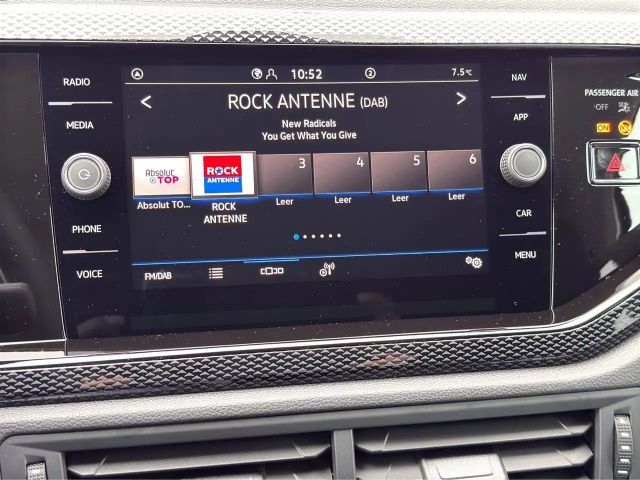 RADIO
MEDIA
PHONE
VOICE
10:52
2
7.5°C
< ROCK ANTENNE (DAB) >
New Radicals
You Get What You Give
Absolut TOP
ROCK ANTENNE
3
4
5
6
Absolut TO...
ROCK ANTENNE
Leer
Leer
Leer
Leer
FM/DAB
NAV
APP
CAR
MENU
PASSENGER AIR
OFF
ON